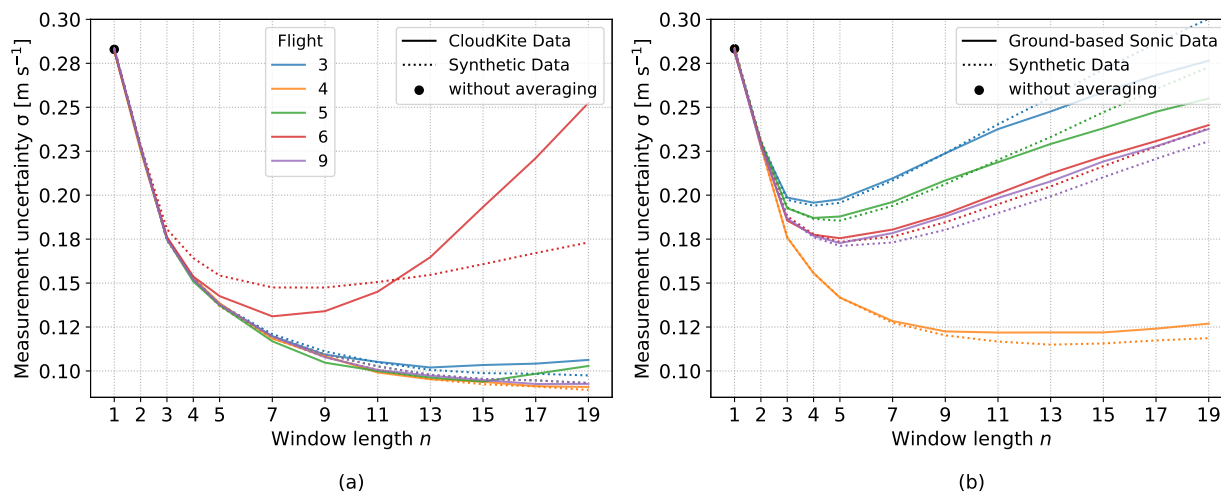 0.30
0.28
0.25
0.23
0.20
0.18
0.15
0.12
0.10
Measurement uncertainty σ [m s⁻¹]
Flight
3
4
5
6
9
CloudKite Data
Synthetic Data
without averaging
1 2 3 4 5 7 9 11 13 15 17 19
Window length n
(a)
0.30
0.28
0.25
0.23
0.20
0.18
0.15
0.12
0.10
Measurement uncertainty σ [m s⁻¹]
Ground-based Sonic Data
Synthetic Data
without averaging
1 2 3 4 5 7 9 11 13 15 17 19
Window length n
(b)